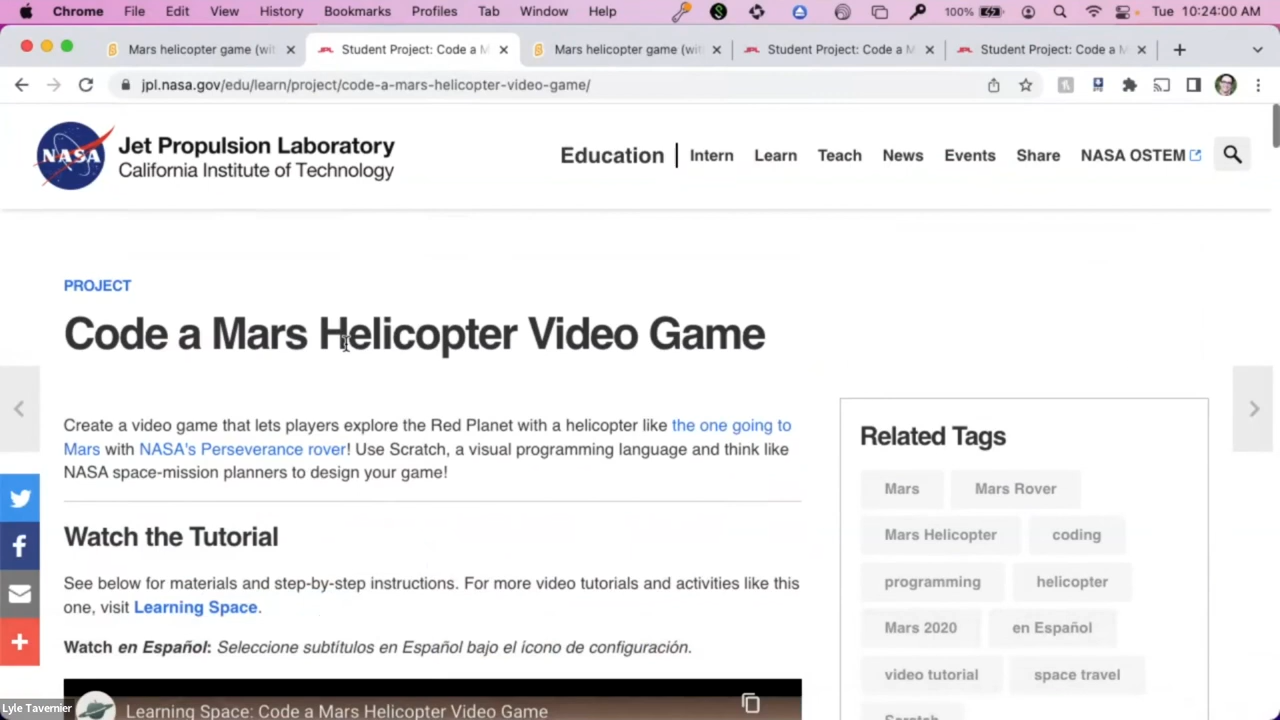 Chrome File Edit View History Bookmarks Profiles Tab Window Help 100% Tue 10:24:00 AM
Mars helicopter game (wit Student Project: Code a M Mars helicopter game (wit Student Project: Code a M Student Project: Code a M
jpl.nasa.gov/edu/learn/project/code-a-mars-helicopter-video-game/
NASA
Jet Propulsion Laboratory
California Institute of Technology
Education Intern Learn Teach News Events Share NASA OSTEM
PROJECT
Code a Mars Helicopter Video Game
Create a video game that lets players explore the Red Planet with a helicopter like the one going to
Mars with NASA's Perseverance rover! Use Scratch, a visual programming language and think like
NASA space-mission planners to design your game!
Watch the Tutorial
See below for materials and step-by-step instructions. For more video tutorials and activities like this
one, visit Learning Space.
Watch en Español: Seleccione subtítulos en Español bajo el ícono de configuración.
Learning Space: Code a Mars Helicopter Video Game
Related Tags
Mars Mars Rover
Mars Helicopter coding
programming helicopter
Mars 2020 en Español
video tutorial space travel
Scratch
Lyle Tavernier